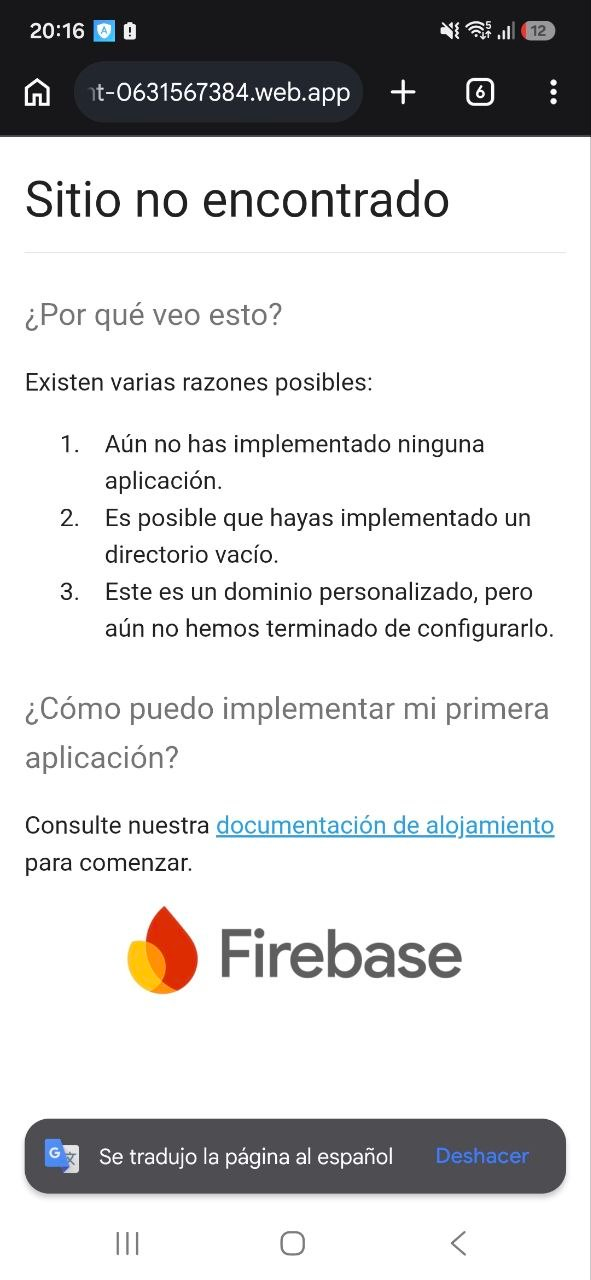 20:16
5
12
nt-0631567384.web.app
6
Sitio no encontrado
¿Por qué veo esto?
Existen varias razones posibles:
1. Aún no has implementado ninguna
aplicación.
2. Es posible que hayas implementado un
directorio vacío.
3. Este es un dominio personalizado, pero
aún no hemos terminado de configurarlo.
¿Cómo puedo implementar mi primera
aplicación?
Consulte nuestra documentación de alojamiento
para comenzar.
Firebase
Se tradujo la página al español Deshacer